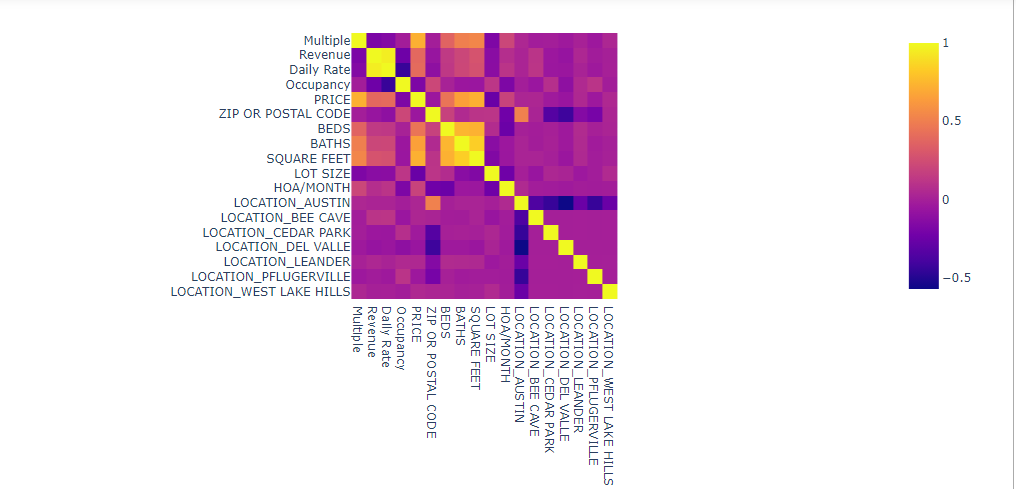 Multiple
Revenue
Daily Rate
Occupancy
PRICE
ZIP OR POSTAL CODE
BEDS
BATHS
SQUARE FEET
LOT SIZE
HOA/MONTH
LOCATION_AUSTIN
LOCATION_BEE CAVE
LOCATION_CEDAR PARK
LOCATION_DEL VALLE
LOCATION_LEANDER
LOCATION_PFLUGERVILLE
LOCATION_WEST LAKE HILLS
Multiple
Revenue
Daily Rate
Occupancy
PRICE
ZIP OR POSTAL CODE
BEDS
BATHS
SQUARE FEET
LOT SIZE
HOA/MONTH
LOCATION_AUSTIN
LOCATION_BEE CAVE
LOCATION_CEDAR PARK
LOCATION_DEL VALLE
LOCATION_LEANDER
LOCATION_PFLUGERVILLE
LOCATION_WEST LAKE HILLS
1
0.5
0
−0.5